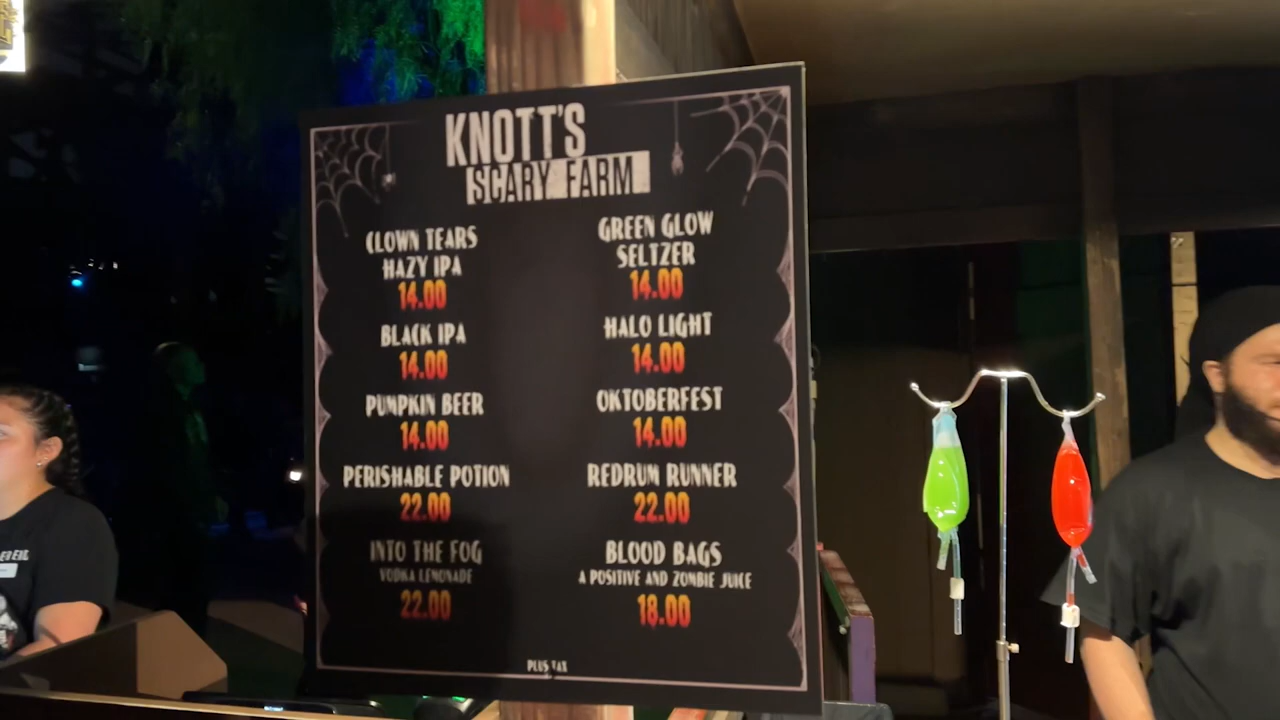 KNOTT'S
SCARY FARM
CLOWN TEARS
HAZY IPA
14.00
BLACK IPA
14.00
PUMPKIN BEER
14.00
PERISHABLE POTION
22.00
INTO THE FOG
VODKA LEMONADE
22.00
GREEN GLOW
SELTZER
14.00
HALO LIGHT
14.00
OKTOBERFEST
14.00
REDRUM RUNNER
22.00
BLOOD BAGS
A POSITIVE AND ZOMBIE JUICE
18.00
PLUS TAX